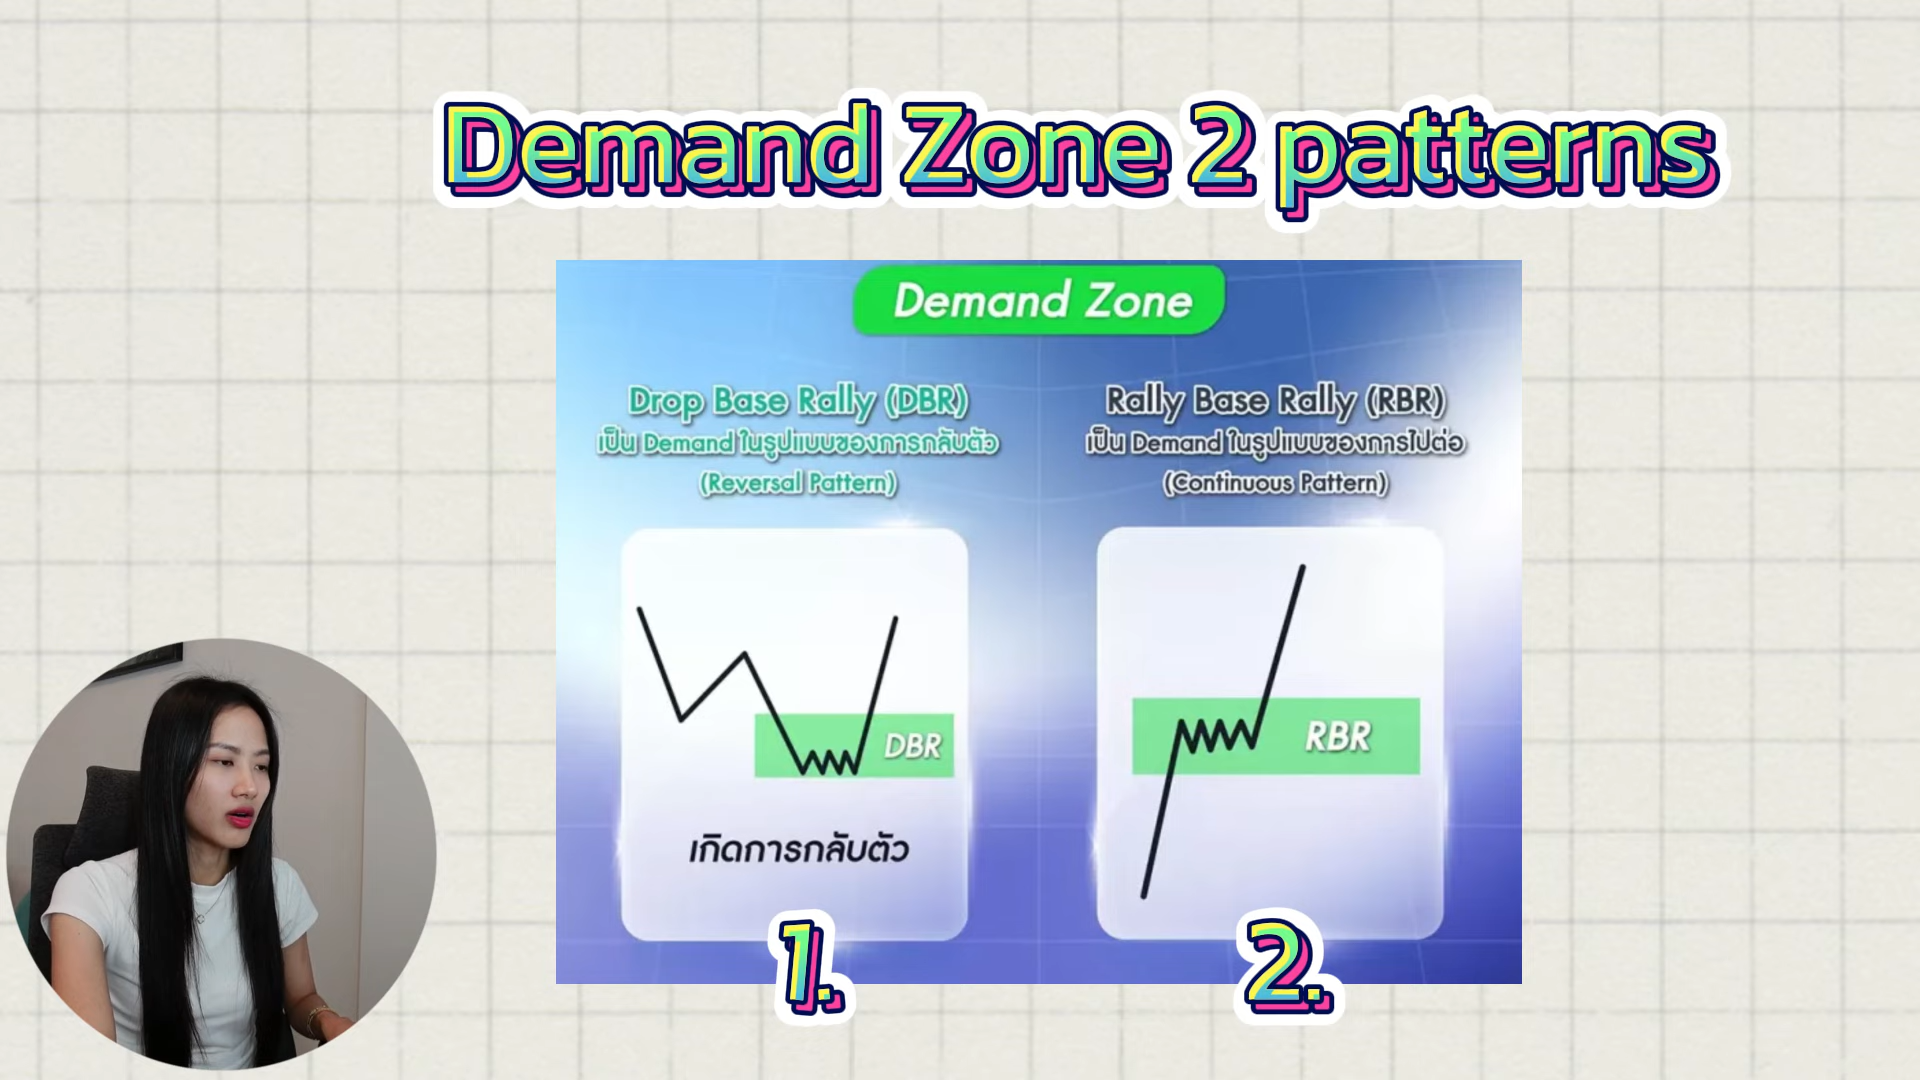 Demand Zone 2 patterns
Demand Zone
Drop Base Rally (DBR)
เป็น Demand ในรูปแบบของการกลับตัว
(Reversal Pattern)
DBR
เกิดการกลับตัว
1.
Rally Base Rally (RBR)
เป็น Demand ในรูปแบบของการไปต่อ
(Continuous Pattern)
RBR
2.